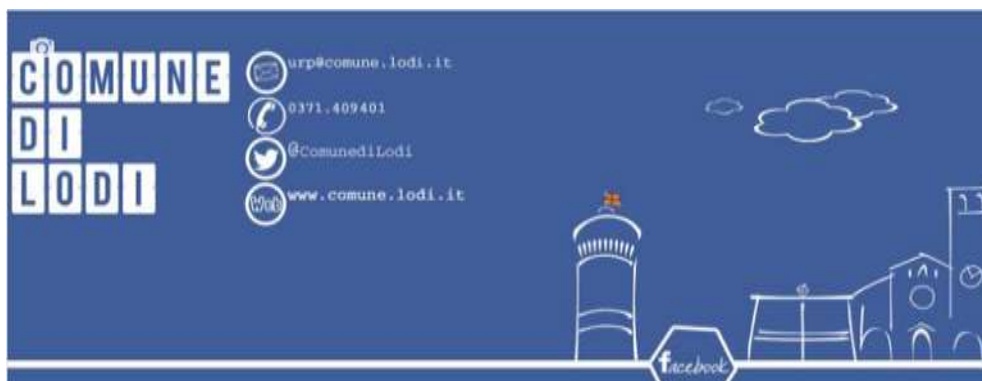 COMUNE
DI
LODI
urp@comune.lodi.it
0371.409401
@ComunediLodi
Web
www.comune.lodi.it
facebook